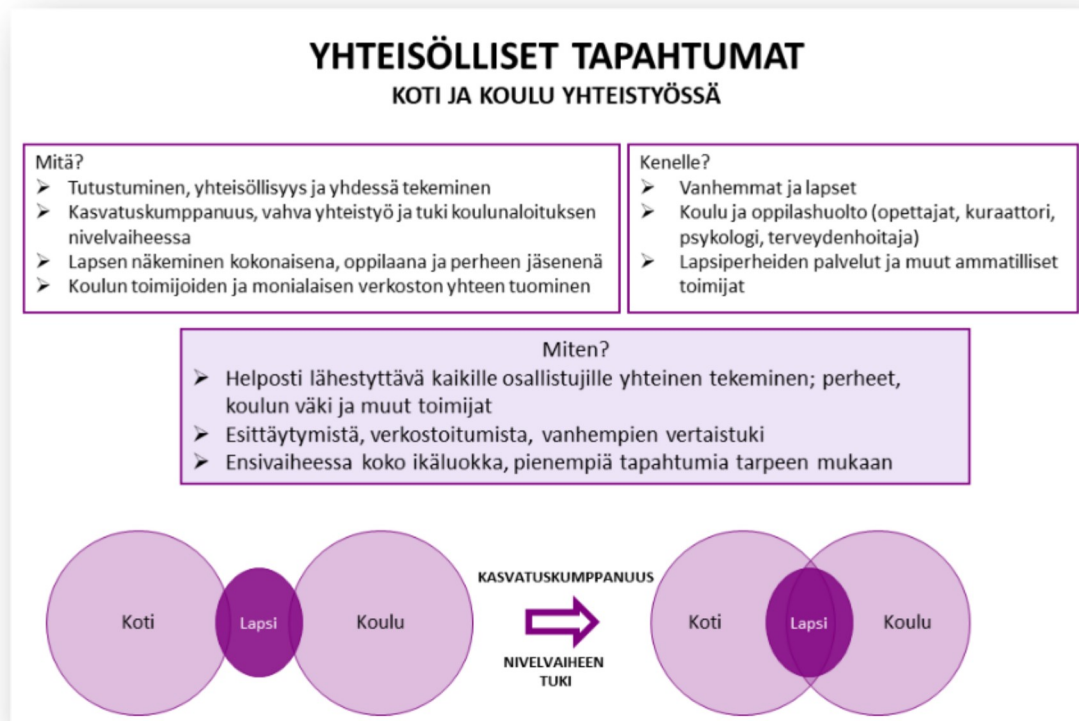 YHTEISÖLLISET TAPAHTUMAT
KOTI JA KOULU YHTEISTYÖSSÄ
Mitä?
➢ Tutustuminen, yhteisöllisyys ja yhdessä tekeminen
➢ Kasvatuskumppanuus, vahva yhteistyö ja tuki koulunaloituksen
nivelvaiheessa
➢ Lapsen näkeminen kokonaisena, oppilaana ja perheen jäsenenä
➢ Koulun toimijoiden ja monialaisen verkoston yhteen tuominen
Kenelle?
➢ Vanhemmat ja lapset
➢ Koulu ja oppilashuolto (opettajat, kuraattori,
psykologi, terveydenhoitaja)
➢ Lapsiperheiden palvelut ja muut ammatilliset
toimijat
Miten?
➢ Helposti lähestyttävä kaikille osallistujille yhteinen tekeminen; perheet,
koulun väki ja muut toimijat
➢ Esittäytymistä, verkostoitumista, vanhempien vertaistuki
➢ Ensivaiheessa koko ikäluokka, pienempiä tapahtumia tarpeen mukaan
Koti
Lapsi
Koulu
KASVATUSKUMPPANUUS
NIVELVAIHEEN
TUKI
Koti
Lapsi
Koulu